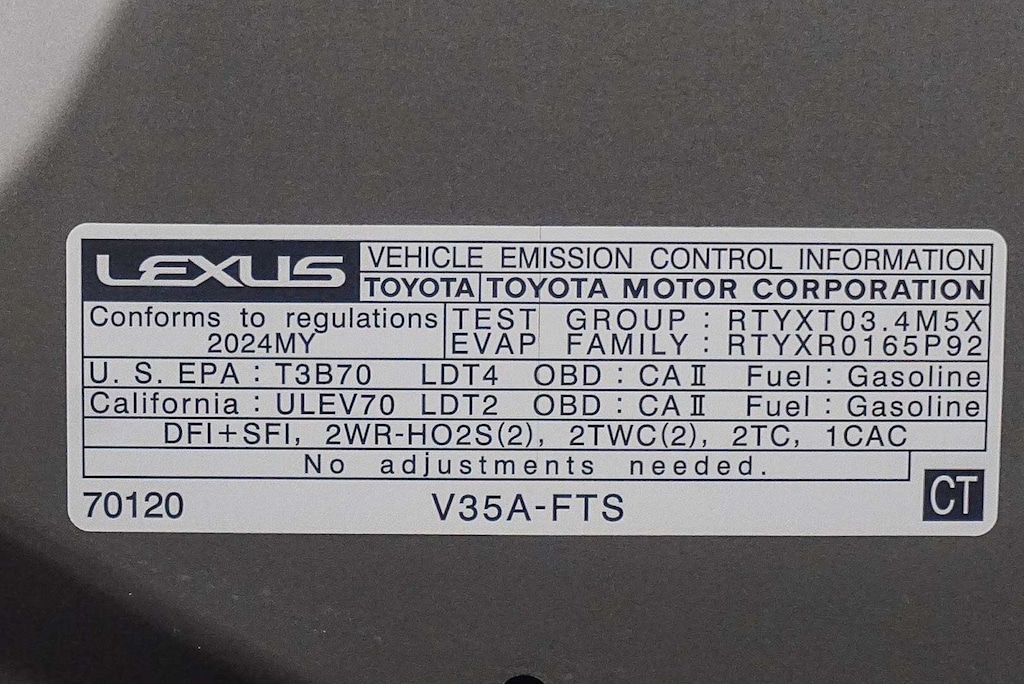 LEXUS
VEHICLE EMISSION CONTROL INFORMATION
TOYOTA TOYOTA MOTOR CORPORATION
Conforms to regulations
2024MY
TEST GROUP : RTYXT03.4M5X
EVAP FAMILY : RTYXR0165P92
U. S. EPA : T3B70 LDT4 OBD : CA II Fuel : Gasoline
California : ULEV70 LDT2 OBD : CA II Fuel : Gasoline
DFI+SFI, 2WR-HO2S(2), 2TWC(2), 2TC, 1CAC
No adjustments needed.
70120 V35A-FTS CT